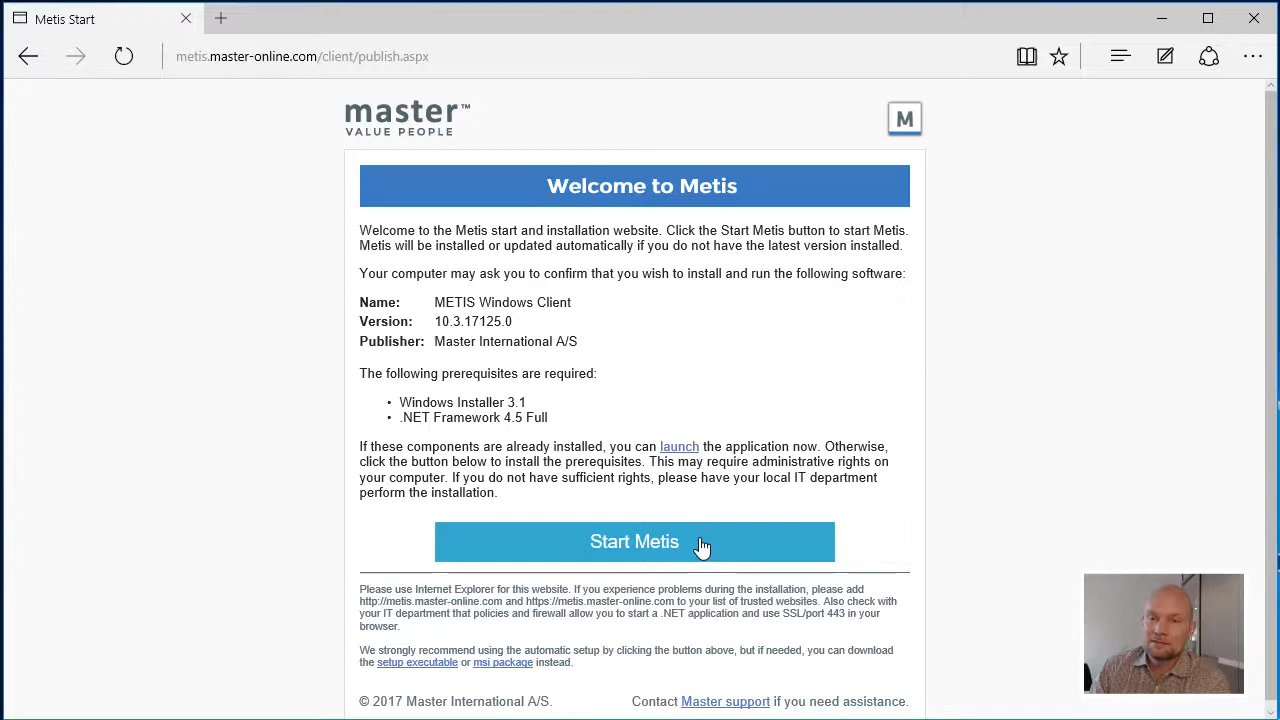 Metis Start
metis.master-online.com/client/publish.aspx
master™
VALUE PEOPLE
M
Welcome to Metis
Welcome to the Metis start and installation website. Click the Start Metis button to start Metis.
Metis will be installed or updated automatically if you do not have the latest version installed.
Your computer may ask you to confirm that you wish to install and run the following software:
Name: METIS Windows Client
Version: 10.3.17125.0
Publisher: Master International A/S
The following prerequisites are required:
• Windows Installer 3.1
• .NET Framework 4.5 Full
If these components are already installed, you can launch the application now. Otherwise,
click the button below to install the prerequisites. This may require administrative rights on
your computer. If you do not have sufficient rights, please have your local IT department
perform the installation.
Start Metis
Please use Internet Explorer for this website. If you experience problems during the installation, please add
http://metis.master-online.com and https://metis.master-online.com to your list of trusted websites. Also check with
your IT department that policies and firewall allow you to start a .NET application and use SSL/port 443 in your
browser.
We strongly recommend using the automatic setup by clicking the button above, but if needed, you can download
the setup executable or msi package instead.
© 2017 Master International A/S. Contact Master support if you need assistance.